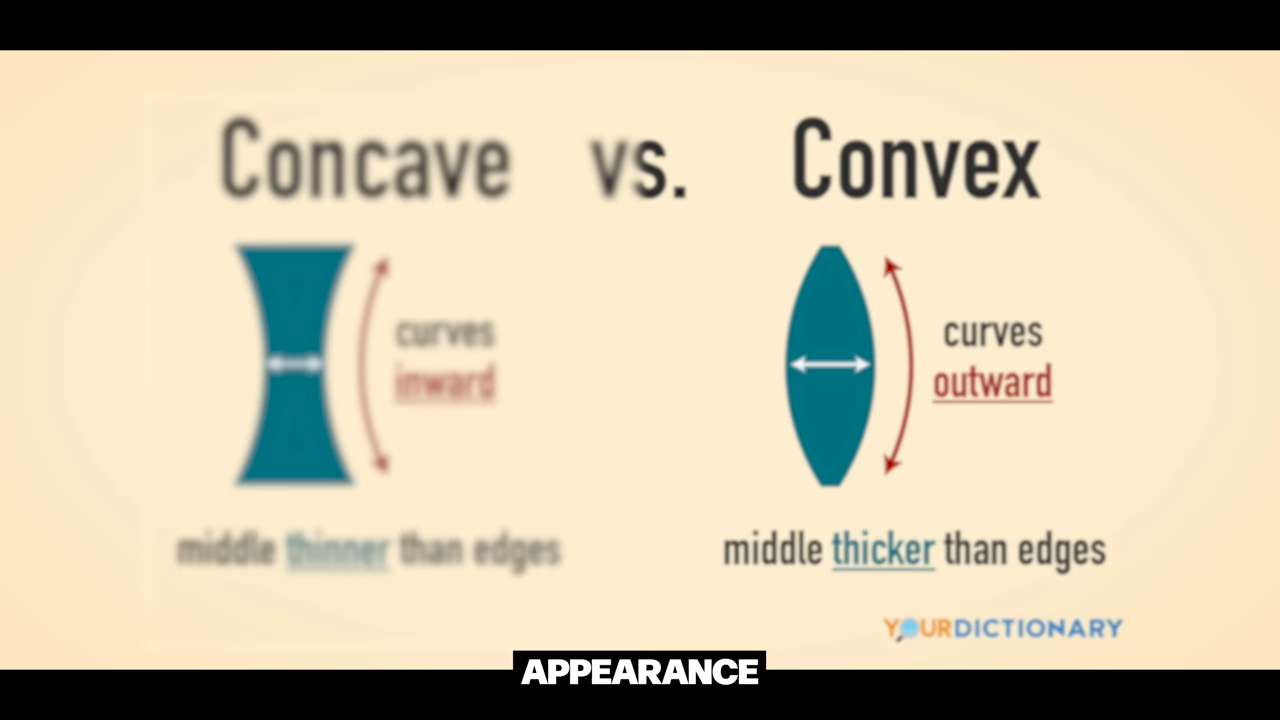 Concave vs. Convex
curves
inward
curves
outward
middle thinner than edges
middle thicker than edges
YOURDICTIONARY
APPEARANCE